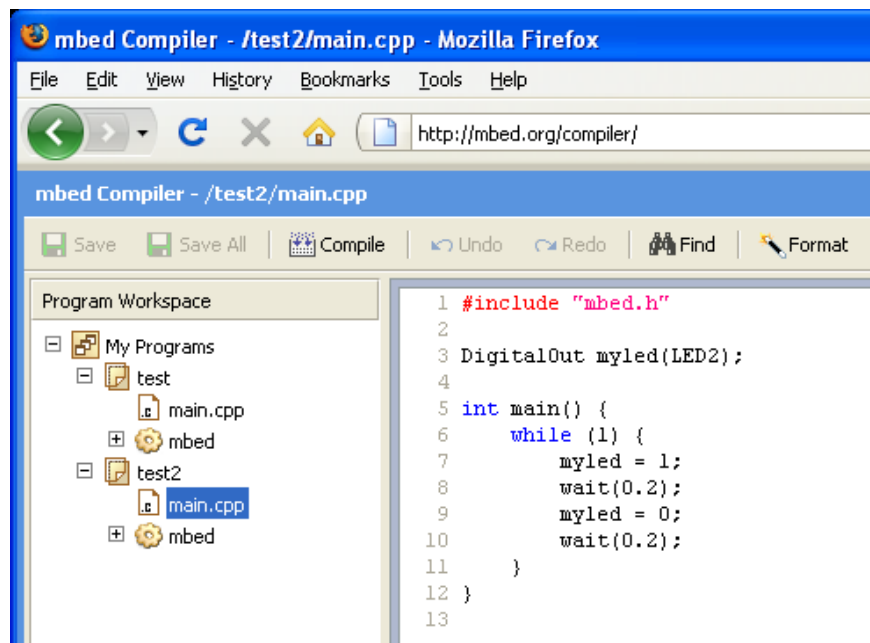 mbed Compiler - /test2/main.cpp - Mozilla Firefox
File Edit View History Bookmarks Tools Help
http://mbed.org/compiler/
mbed Compiler - /test2/main.cpp
Save Save All Compile Undo Redo Find Format
Program Workspace
My Programs
test
.c main.cpp
mbed
test2
.c main.cpp
mbed
1 #include "mbed.h"
2
3 DigitalOut myled(LED2);
4
5 int main() {
6     while (1) {
7         myled = 1;
8         wait(0.2);
9         myled = 0;
10         wait(0.2);
11     }
12 }
13